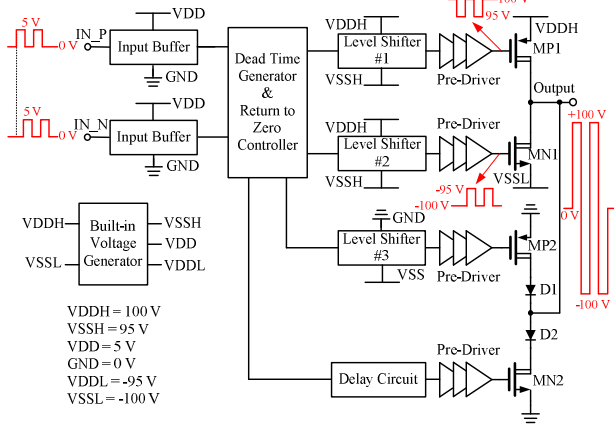 100 V
95 V
5 V
0 V
IN_P
VDD
Input Buffer
GND
Dead Time
Generator
&
Return to
Zero
Controller
VDDH
Level Shifter
#1
VSSH
Pre-Driver
VDDH
MP1
Output
5 V
0 V
IN_N
VDD
Input Buffer
GND
VDDH
Level Shifter
#2
VSSH
Pre-Driver
MN1
VSSL
-95 V
-100 V
+100 V
0 V
-100 V
VDDH
VSSL
Built-in
Voltage
Generator
VSSH
VDD
VDDL
GND
Level Shifter
#3
VSS
Pre-Driver
MP2
D1
D2
VDDH = 100 V
VSSH = 95 V
VDD = 5 V
GND = 0 V
VDDL = -95 V
VSSL = -100 V
Delay Circuit
Pre-Driver
MN2